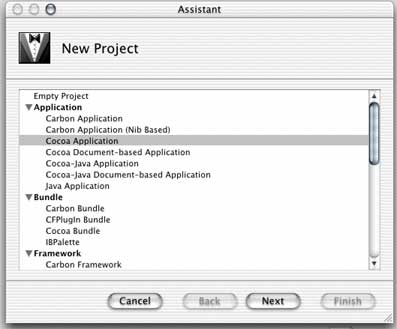 Assistant
New Project
Empty Project
Application
Carbon Application
Carbon Application (Nib Based)
Cocoa Application
Cocoa Document-based Application
Cocoa-Java Application
Cocoa-Java Document-based Application
Java Application
Bundle
Carbon Bundle
CFPlugIn Bundle
Cocoa Bundle
IBPalette
Framework
Carbon Framework
Cancel Back Next Finish